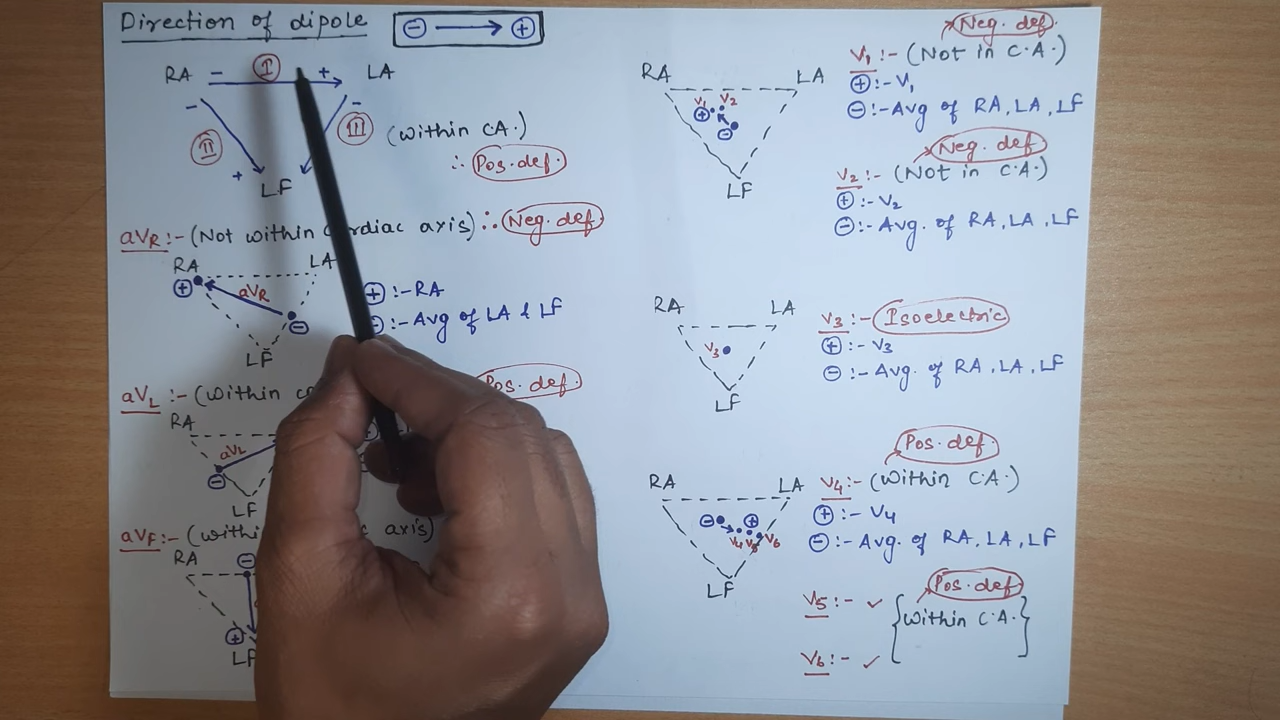 Direction of dipole
⊖ → ⊕
RA − I + LA
− −
II III
(within C.A.)
∴ Pos. def.
+
LF
aVR :- (Not within cardiac axis) ∴ Neg. def
RA LA
⊕ aVR ⊖
LF
⊕ :- RA
:- Avg of LA & LF
aVL :- (within Pos. def.
RA
aVL
⊖
LF
aVF :- axis)
RA ⊖
⊕
LF
RA LA
V1 V2
⊕
⊖
LF
Neg. def.
V1 :- (Not in C.A.)
⊕ :- V1
⊖ :- Avg of RA, LA, LF
Neg. def
V2 :- (Not in C.A.)
⊕ :- V2
⊖ :- Avg. of RA, LA, LF
RA LA
V3
LF
V3 :- Isoelectric
⊕ :- V3
⊖ :- Avg. of RA, LA, LF
RA LA
⊖ ⊕
V4 V5 V6
LF
Pos. def
V4 :- (within C.A.)
⊕ :- V4
⊖ :- Avg. of RA, LA, LF
Pos. def
V5 :- ✓ {within C.A.}
V6 :- ✓